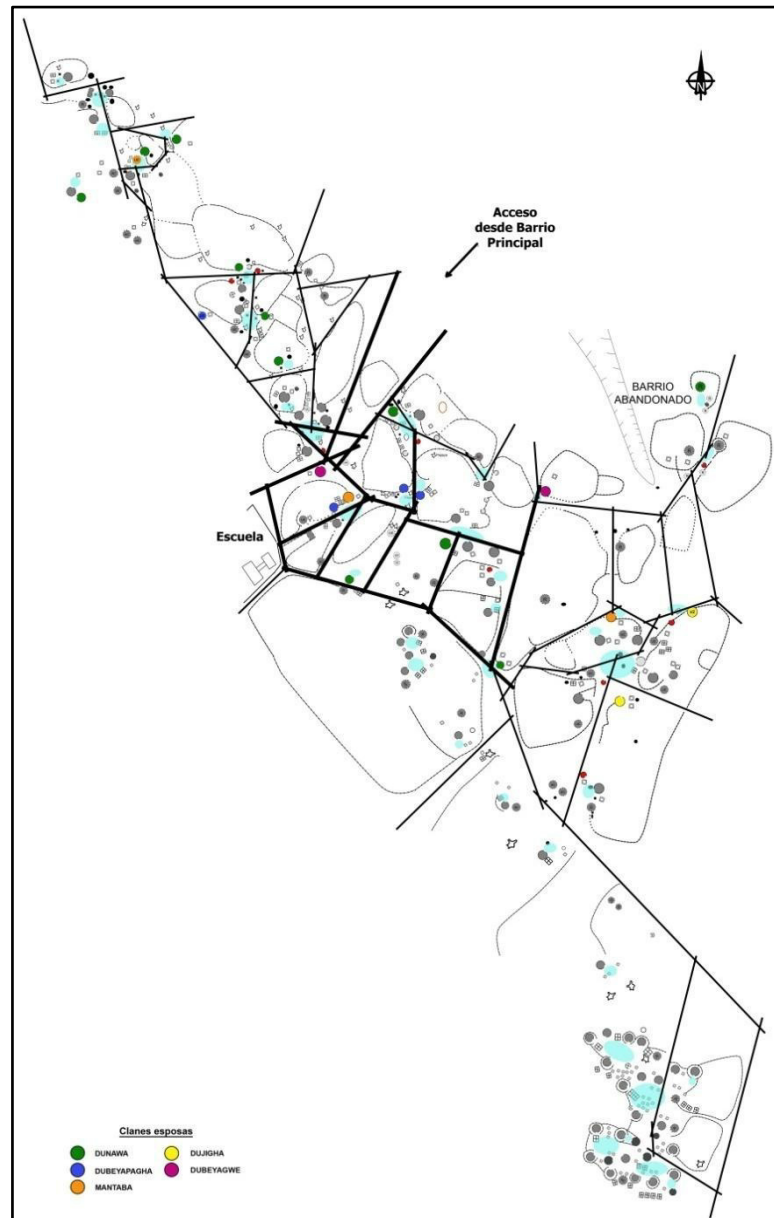 N
Acceso
desde Barrio
Principal
BARRIO
ABANDONADO
Escuela
Clanes esposas
DUNAWA
DUJIGHA
DUBEYAPAGHA
DUBEYAGWE
MANTABA